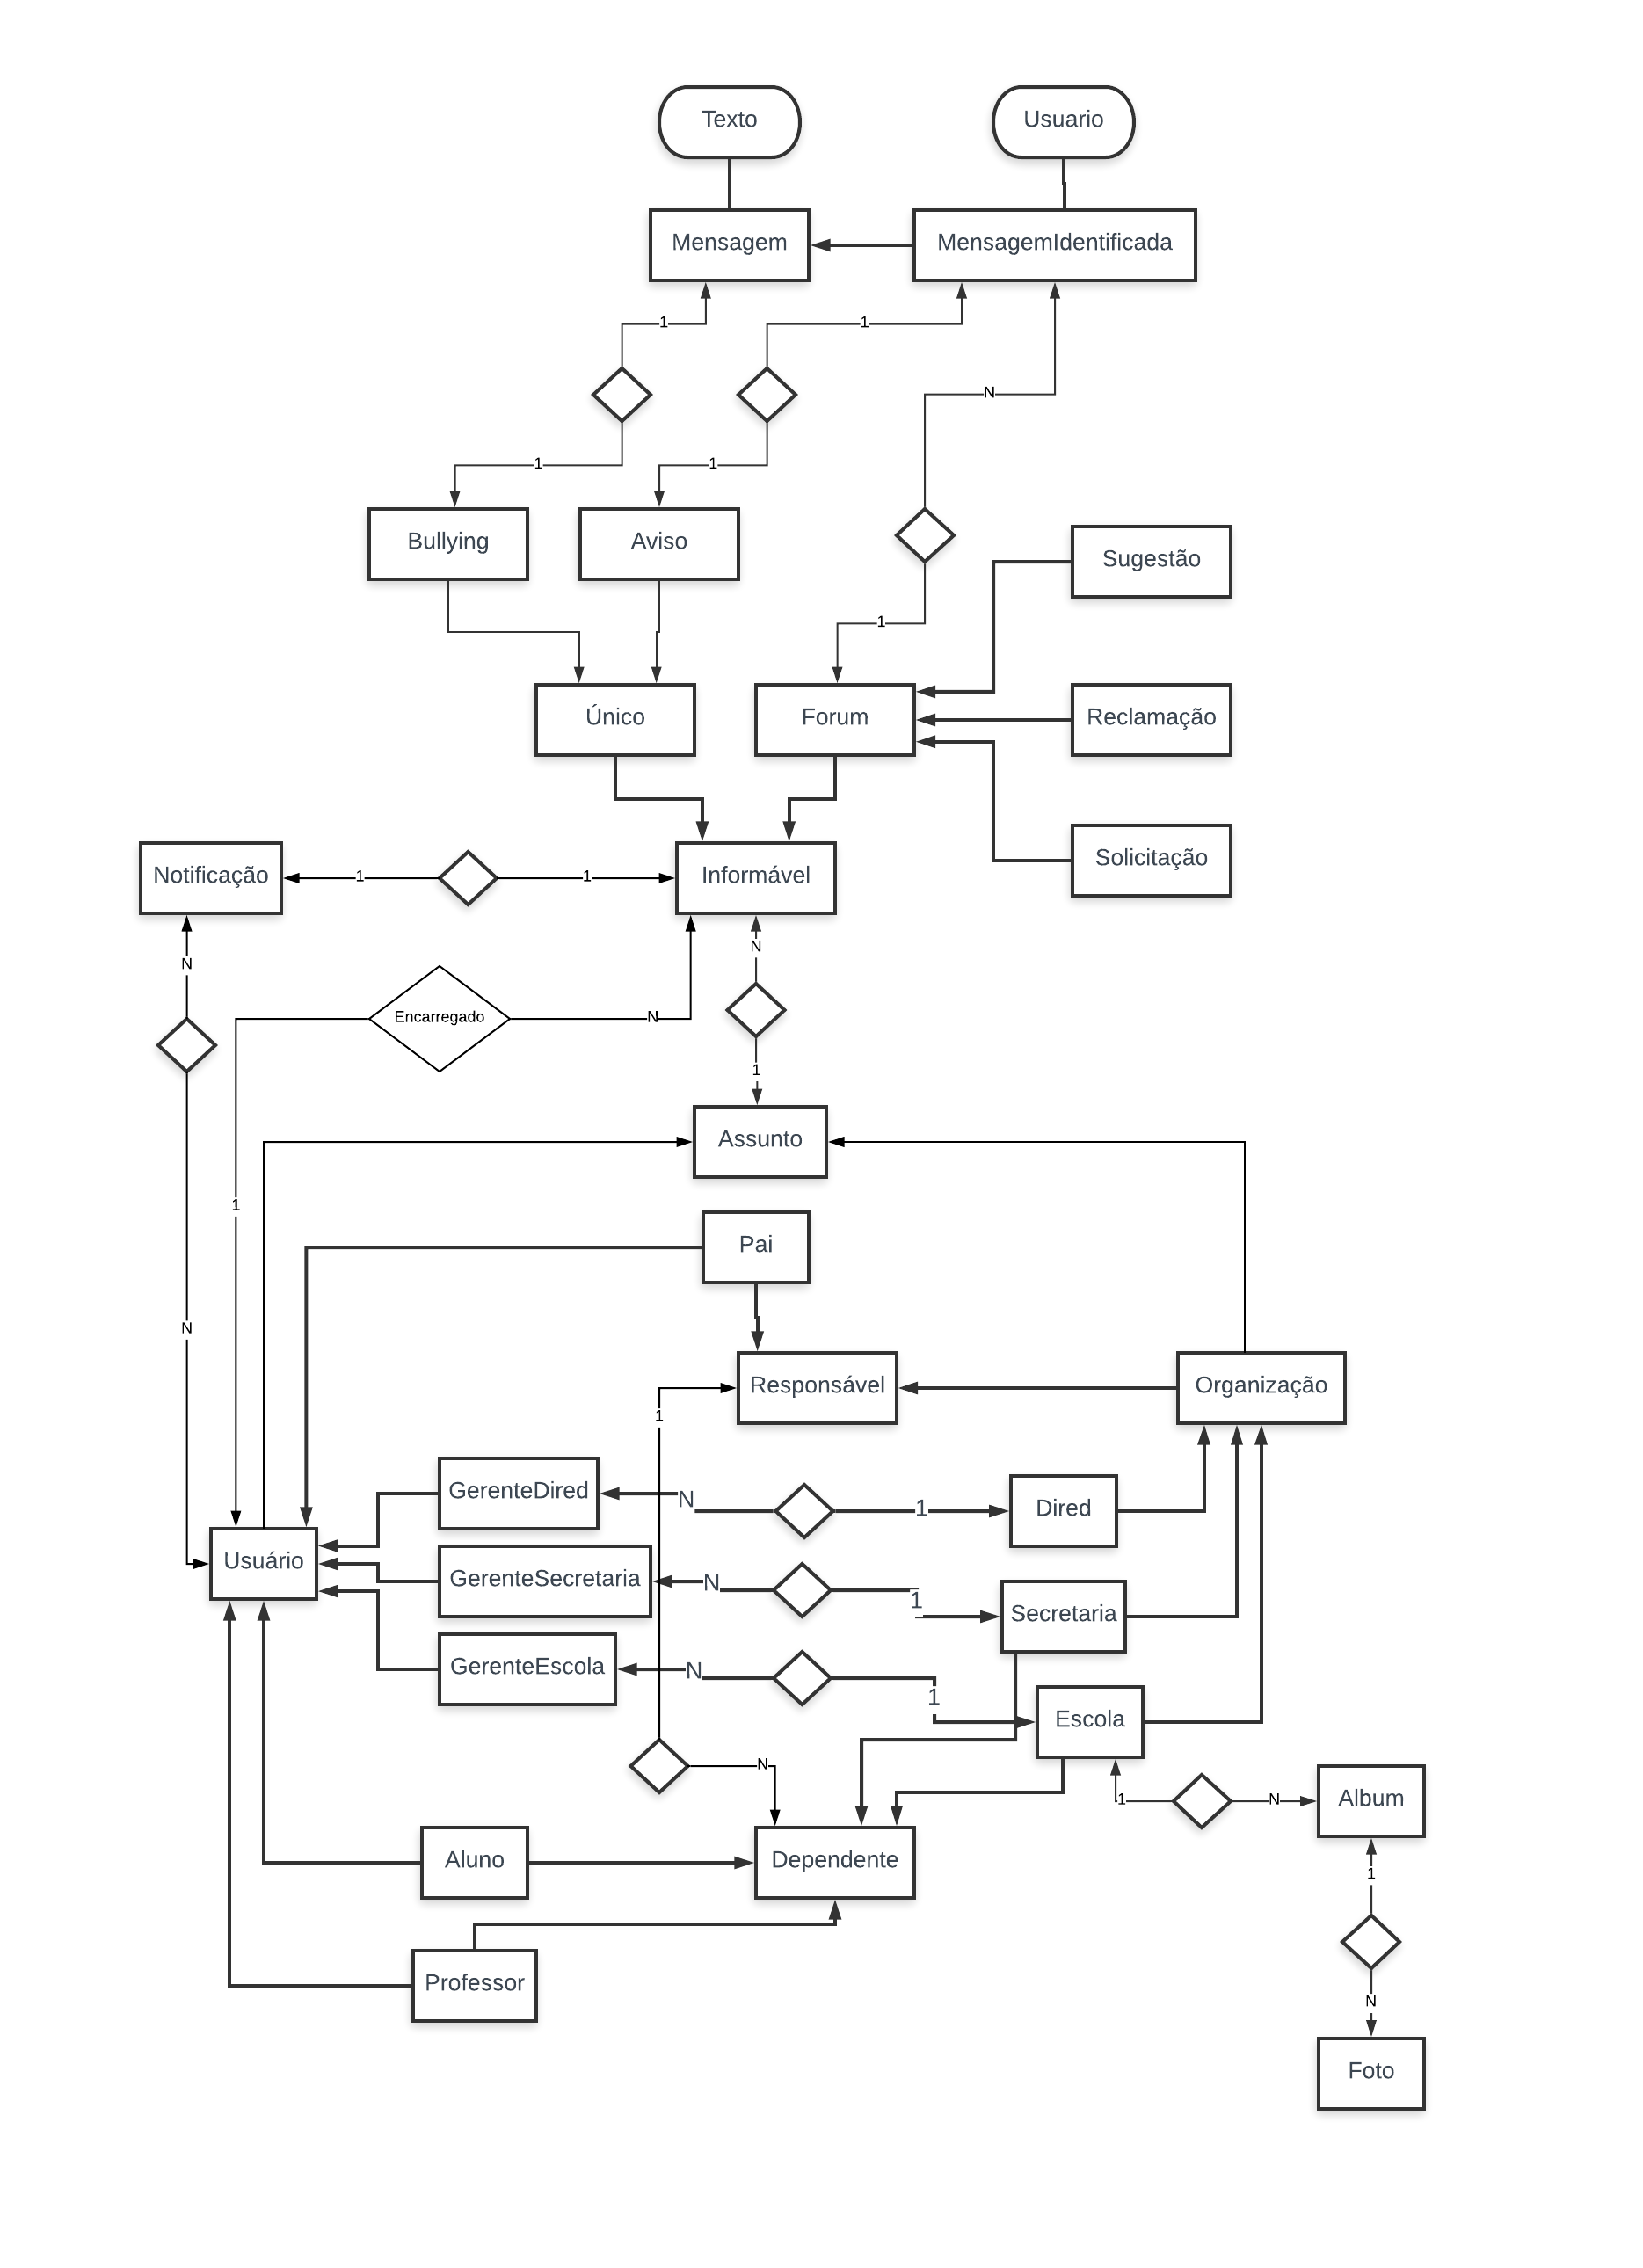 Texto
Usuario
Mensagem
MensagemIdentificada
1
1
N
1
1
Bullying
Aviso
Sugestão
1
Único
Forum
Reclamação
Notificação
1
1
Informável
Solicitação
N
N
Encarregado
N
1
Assunto
1
Pai
N
Responsável
Organização
1
GerenteDired
N
1
Dired
Usuário
GerenteSecretaria
N
1
Secretaria
GerenteEscola
N
1
Escola
N
1
N
Album
Aluno
Dependente
1
Professor
N
Foto